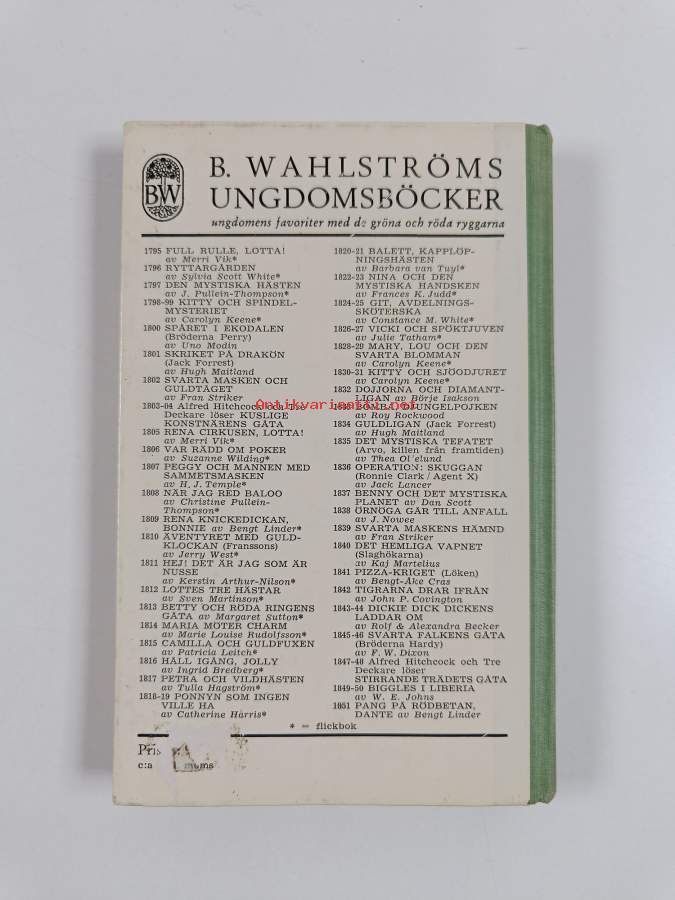 BW
B. WAHLSTRÖMS
UNGDOMSBÖCKER
ungdomens favoriter med de gröna och röda ryggarna
1795 FULL RULLE, LOTTA!
av Merri Vik*
1796 RYTTARGÅRDEN
av Sylvia Scott White*
1797 DEN MYSTISKA HÄSTEN
av J. Pullein-Thompson*
1798-99 KITTY OCH SPINDEL-
MYSTERIET
av Carolyn Keene*
1800 SPÅRET I EKODALEN
(Bröderna Perry)
av Uno Modin
1801 SKRIKET PÅ DRAKÖN
(Jack Forrest)
av Hugh Maitland
1802 SVARTA MASKEN OCH
GULDTÅGET
av Fran Striker
1803-04 Alfred Hitchcock och Tre
Deckare löser KUSLIGE
KONSTNÄRENS GÅTA
1805 RENA CIRKUSEN, LOTTA!
av Merri Vik*
1806 VAR RÄDD OM POKER
av Suzanne Wilding*
1807 PEGGY OCH MANNEN MED
SAMMETSMASKEN
av H. J. Temple*
1808 NÄR JAG RED BALOO
av Christine Pullein-
Thompson*
1809 RENA KNICKEDICKAN,
BONNIE av Bengt Linder*
1810 ÄVENTYRET MED GULD-
KLOCKAN (Franssons)
av Jerry West*
1811 HEJ! DET ÄR JAG SOM ÄR
NUSSE
av Kerstin Arthur-Nilson*
1812 LOTTES TRE HÄSTAR
av Sven Martinson*
1813 BETTY OCH RÖDA RINGENS
GÅTA av Margaret Sutton*
1814 MARIA MÖTER CHARM
av Marie Louise Rudolfsson*
1815 CAMILLA OCH GULDFUXEN
av Patricia Leitch*
1816 HÅLL IGÅNG, JOLLY
av Ingrid Bredberg*
1817 PETRA OCH VILDHÄSTEN
av Tulla Hagström*
1818-19 PONNYN SOM INGEN
VILLE HA
av Catherine Harris*
1820-21 BALETT, KAPPLÖP-
NINGSHÄSTEN
av Barbara van Tuyl*
1822-23 NINA OCH DEN
MYSTISKA HANDSKEN
av Frances K. Judd*
1824-25 GIT, AVDELNINGS-
SKÖTERSKA
av Constance M. White*
1826-27 VICKI OCH SPÖKTJUVEN
av Julie Tatham*
1828-29 MARY, LOU OCH DEN
SVARTA BLOMMAN
av Carolyn Keene*
1830-31 KITTY OCH SJÖODJURET
av Carolyn Keene*
1832 DOJJORNA OCH DIAMANT-
LIGAN av Börje Isakson
1833 BOMBA, DJUNGELPOJKEN
av Roy Rockwood
1834 GULDLIGAN (Jack Forrest)
av Hugh Maitland
1835 DET MYSTISKA TEFATET
(Arvo, killen från framtiden)
av Thea Oljelund
1836 OPERATION: SKUGGAN
(Ronnie Clark/Agent X)
av Jack Lancer
1837 BENNY OCH DET MYSTISKA
PLANET av Dan Scott
1838 ÖRNÖGA GÅR TILL ANFALL
av J. Nowee
1839 SVARTA MASKENS HÄMND
av Fran Striker
1840 DET HEMLIGA VAPNET
(Slaghökarna)
av Kaj Martelius
1841 PIZZA-KRIGET (Löken)
av Bengt-Åke Cras
1842 TIGRARNA DRAR IFRÅN
av John P. Covington
1843-44 DICKIE DICK DICKENS
LADDAR OM
av Rolf & Alexandra Becker
1845-46 SVARTA FALKENS GÅTA
(Bröderna Hardy)
av F. W. Dixon
1847-48 Alfred Hitchcock och Tre
Deckare löser
STIRRANDE TRÄDETS GÅTA
1849-50 BIGGLES I LIBERIA
av W. E. Johns
1851 PANG PÅ RÖDBETAN,
DANTE av Bengt Linder
* = flickbok
Antikvariaatti.net
Pris
c:a